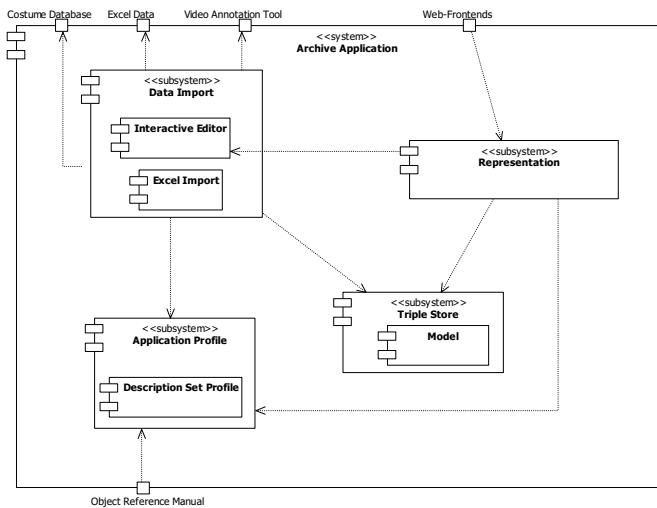 Costume Database
Excel Data
Video Annotation Tool
Web-Frontends
<<system>>
Archive Application
<<subsystem>>
Data Import
Interactive Editor
Excel Import
<<subsystem>>
Representation
<<subsystem>>
Triple Store
Model
<<subsystem>>
Application Profile
Description Set Profile
Object Reference Manual